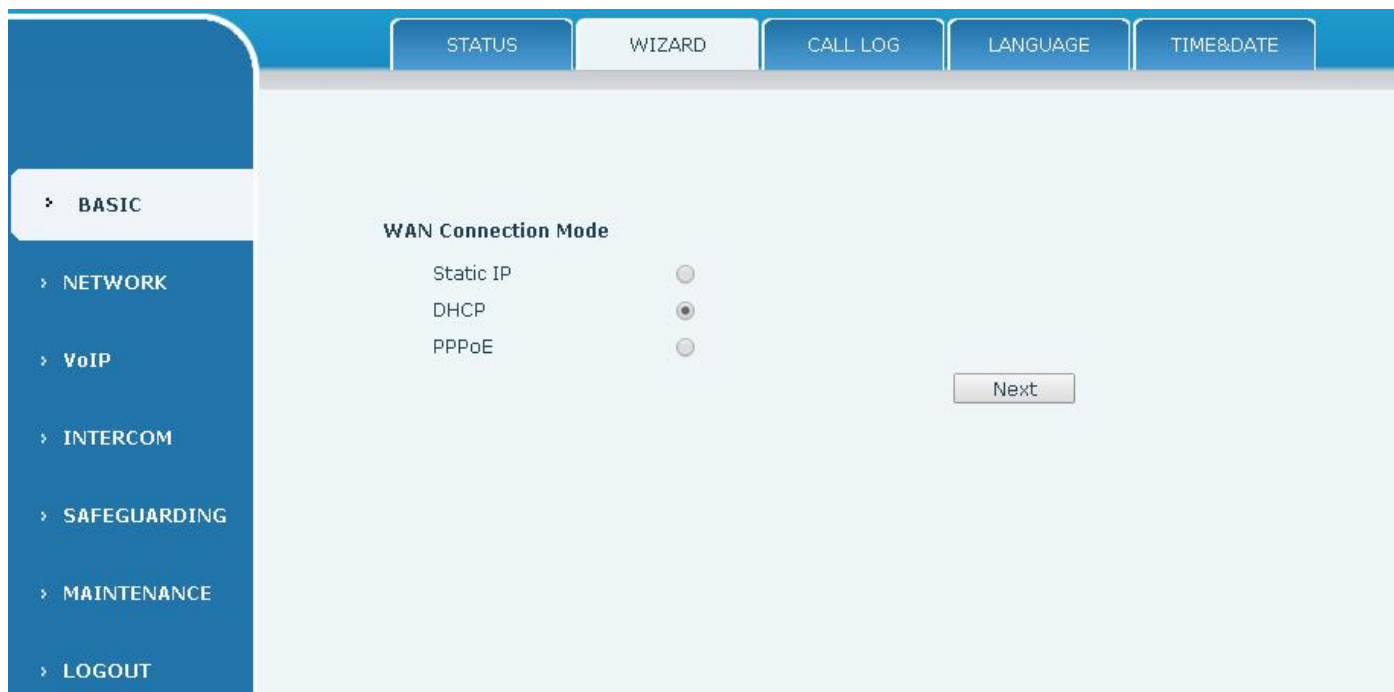 STATUS
WIZARD
CALL LOG
LANGUAGE
TIME&DATE
BASIC
NETWORK
VoIP
INTERCOM
SAFEGUARDING
MAINTENANCE
LOGOUT
WAN Connection Mode
Static IP
DHCP
PPPoE
Next